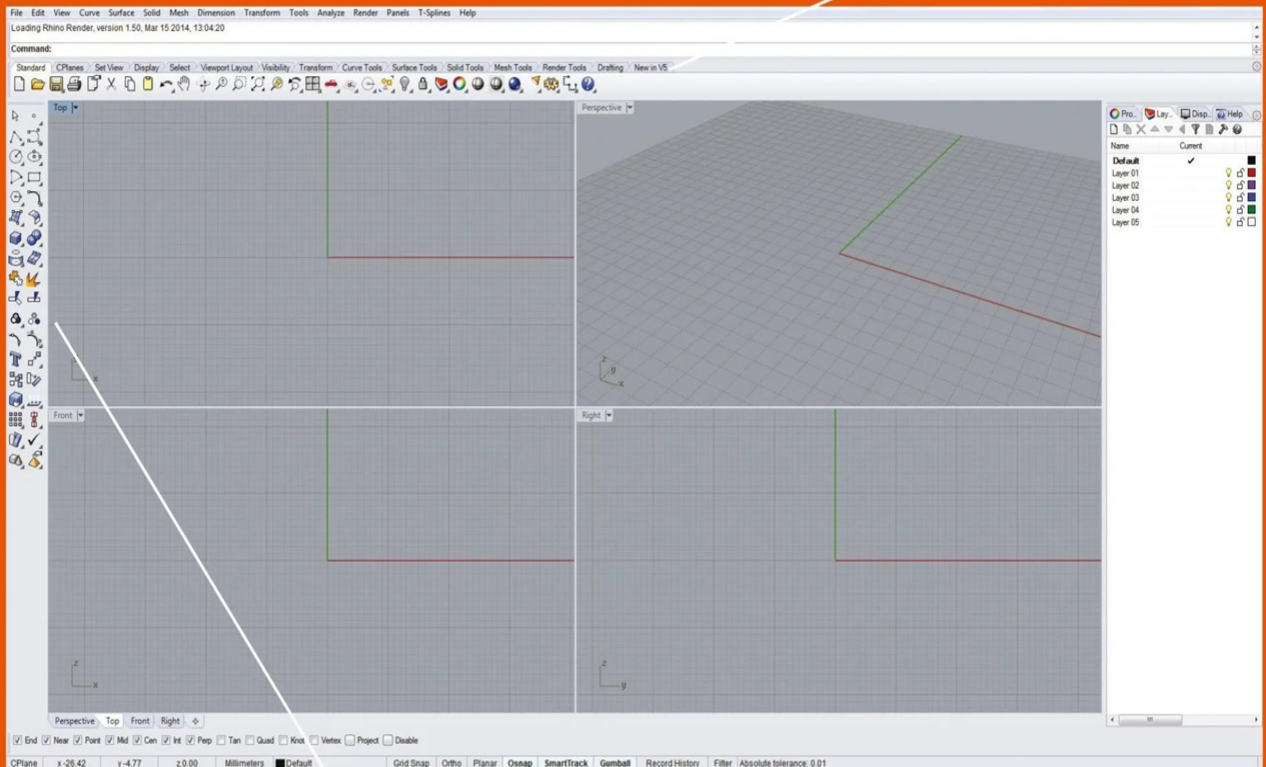 File Edit View Curve Surface Solid Mesh Dimension Transform Tools Analyze Render Panels T-Splines Help
Loading Rhino Render, version 1.50, Mar 15 2014, 13:04:20
Command:
Standard CPlanes Set View Display Select Viewport Layout Visibility Transform Curve Tools Surface Tools Solid Tools Mesh Tools Render Tools Drafting New in V5
Top
Perspective
Pro... Lay... Disp... Help
Name Current
Default
Layer 01
Layer 02
Layer 03
Layer 04
Layer 05
x
z
y
x
Front
Right
z
x
z
y
Perspective Top Front Right
End Near Point Mid Cen Int Perp Tan Quad Knot Vertex Project Disable
CPlane x -26.42 y -4.77 z 0.00 Millimeters Default Grid Snap Ortho Planar Osnap SmartTrack Gumball Record History Filter Absolute tolerance: 0.01